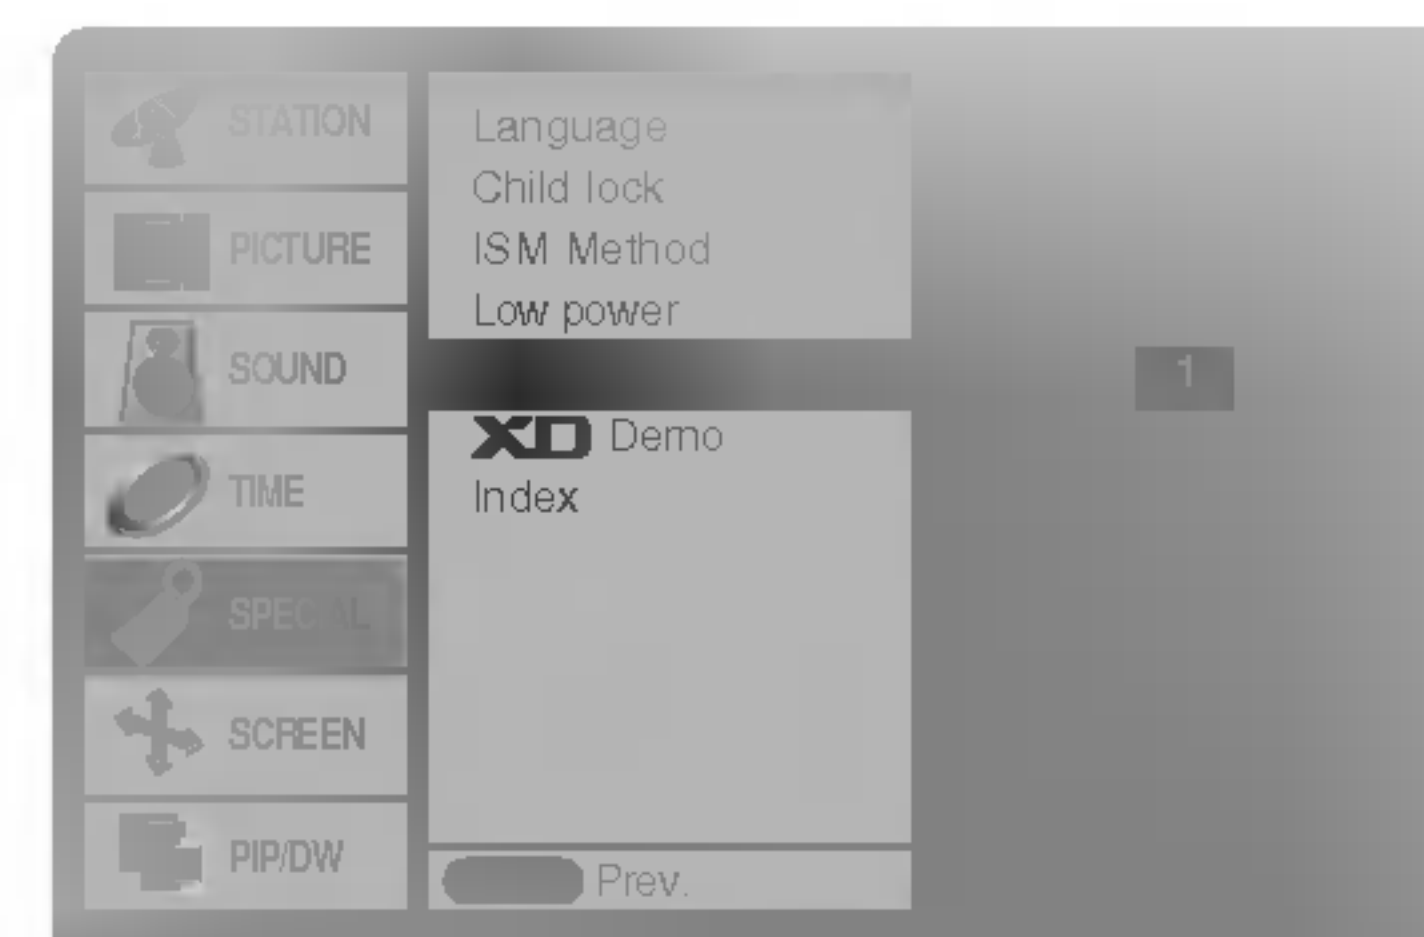 STATION
PICTURE
SOUND
TIME
SPECIAL
SCREEN
PIP/DW
Language
Child lock
ISM Method
Low power
XD Demo
Index
Prev.
1